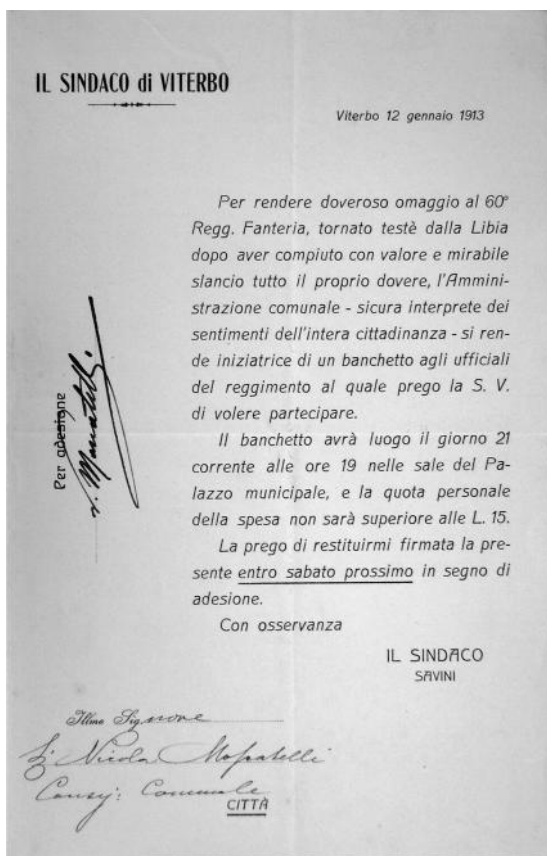 IL SINDACO di VITERBO
Viterbo 12 gennaio 1913
Per rendere doveroso omaggio al 60°
Regg. Fanteria, tornato testè dalla Libia
dopo aver compiuto con valore e mirabile
slancio tutto il proprio dovere, l'Ammini-
strazione comunale - sicura interprete dei
sentimenti dell'intera cittadinanza - si ren-
de iniziatrice di un banchetto agli ufficiali
del reggimento al quale prego la S. V.
di volere partecipare.
Il banchetto avrà luogo il giorno 21
corrente alle ore 19 nelle sale del Pa-
lazzo municipale, e la quota personale
della spesa non sarà superiore alle L. 15.
La prego di restituirmi firmata la pre-
sente entro sabato prossimo in segno di
adesione.
Con osservanza
IL SINDACO
SAVINI
Per adesione
Illmo Signore
Nicola
Comunale
CITTÀ